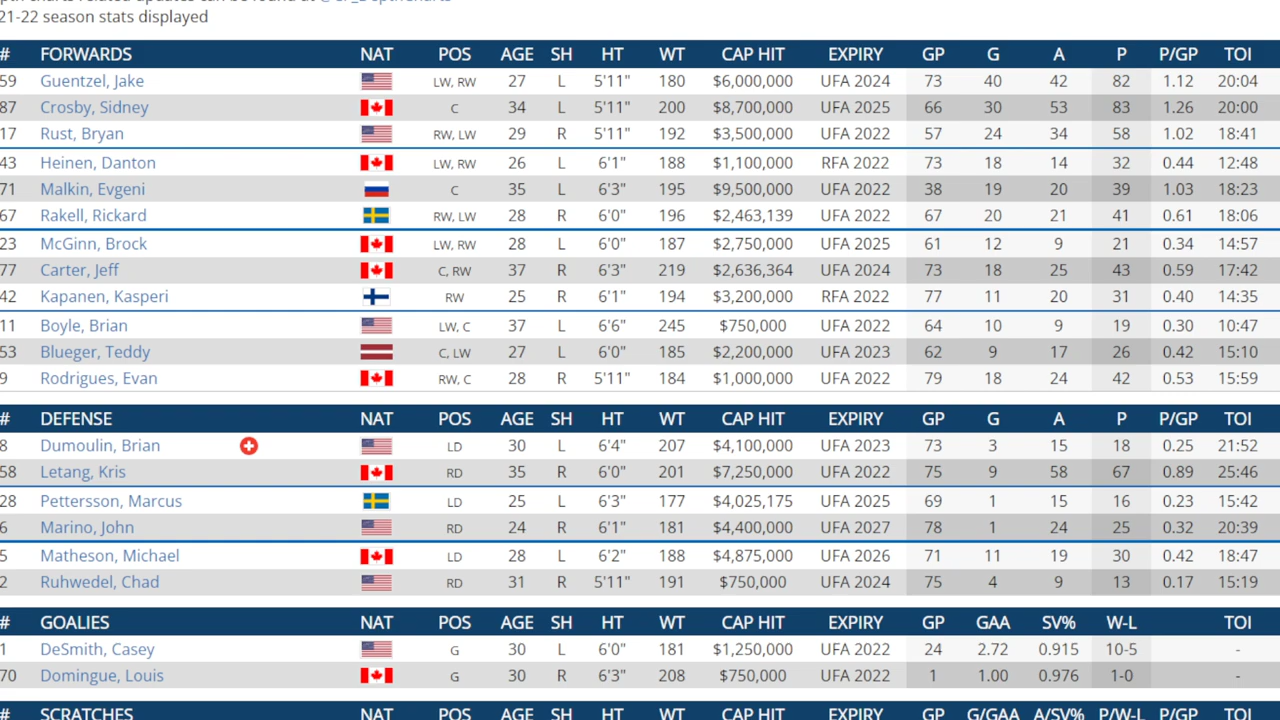 21-22 season stats displayed
# FORWARDS NAT POS AGE SH HT WT CAP HIT EXPIRY GP G A P P/GP TOI
59 Guentzel, Jake LW, RW 27 L 5'11" 180 $6,000,000 UFA 2024 73 40 42 82 1.12 20:04
87 Crosby, Sidney C 34 L 5'11" 200 $8,700,000 UFA 2025 66 30 53 83 1.26 20:00
17 Rust, Bryan RW, LW 29 R 5'11" 192 $3,500,000 UFA 2022 57 24 34 58 1.02 18:41
43 Heinen, Danton LW, RW 26 L 6'1" 188 $1,100,000 RFA 2022 73 18 14 32 0.44 12:48
71 Malkin, Evgeni C 35 L 6'3" 195 $9,500,000 UFA 2022 38 19 20 39 1.03 18:23
67 Rakell, Rickard RW, LW 28 R 6'0" 196 $2,463,139 UFA 2022 67 20 21 41 0.61 18:06
23 McGinn, Brock LW, RW 28 L 6'0" 187 $2,750,000 UFA 2025 61 12 9 21 0.34 14:57
77 Carter, Jeff C, RW 37 R 6'3" 219 $2,636,364 UFA 2024 73 18 25 43 0.59 17:42
42 Kapanen, Kasperi RW 25 R 6'1" 194 $3,200,000 RFA 2022 77 11 20 31 0.40 14:35
11 Boyle, Brian LW, C 37 L 6'6" 245 $750,000 UFA 2022 64 10 9 19 0.30 10:47
53 Blueger, Teddy C, LW 27 L 6'0" 185 $2,200,000 UFA 2023 62 9 17 26 0.42 15:10
9 Rodrigues, Evan RW, C 28 R 5'11" 184 $1,000,000 UFA 2022 79 18 24 42 0.53 15:59
# DEFENSE NAT POS AGE SH HT WT CAP HIT EXPIRY GP G A P P/GP TOI
8 Dumoulin, Brian LD 30 L 6'4" 207 $4,100,000 UFA 2023 73 3 15 18 0.25 21:52
58 Letang, Kris RD 35 R 6'0" 201 $7,250,000 UFA 2022 75 9 58 67 0.89 25:46
28 Pettersson, Marcus LD 25 L 6'3" 177 $4,025,175 UFA 2025 69 1 15 16 0.23 15:42
6 Marino, John RD 24 R 6'1" 181 $4,400,000 UFA 2027 78 1 24 25 0.32 20:39
5 Matheson, Michael LD 28 L 6'2" 188 $4,875,000 UFA 2026 71 11 19 30 0.42 18:47
2 Ruhwedel, Chad RD 31 R 5'11" 191 $750,000 UFA 2024 75 4 9 13 0.17 15:19
# GOALIES NAT POS AGE SH HT WT CAP HIT EXPIRY GP GAA SV% W-L TOI
1 DeSmith, Casey G 30 L 6'0" 181 $1,250,000 UFA 2022 24 2.72 0.915 10-5 -
70 Domingue, Louis G 30 R 6'3" 208 $750,000 UFA 2022 1 1.00 0.976 1-0 -
# SCRATCHES NAT POS AGE SH HT WT CAP HIT EXPIRY GP G/GAA A/SV% P/W-L P/GP TOI